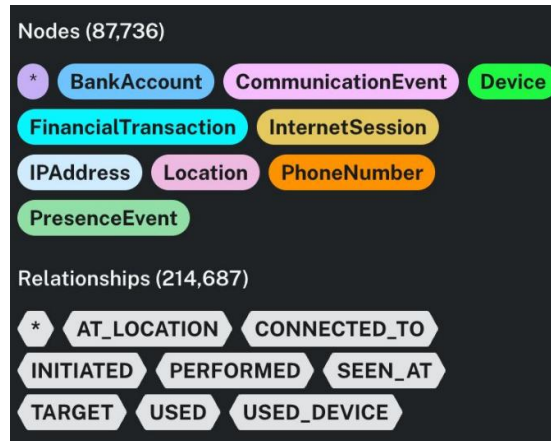 Nodes (87,736)
* BankAccount CommunicationEvent Device
FinancialTransaction InternetSession
IPAddress Location PhoneNumber
PresenceEvent
Relationships (214,687)
* AT_LOCATION CONNECTED_TO
INITIATED PERFORMED SEEN_AT
TARGET USED USED_DEVICE